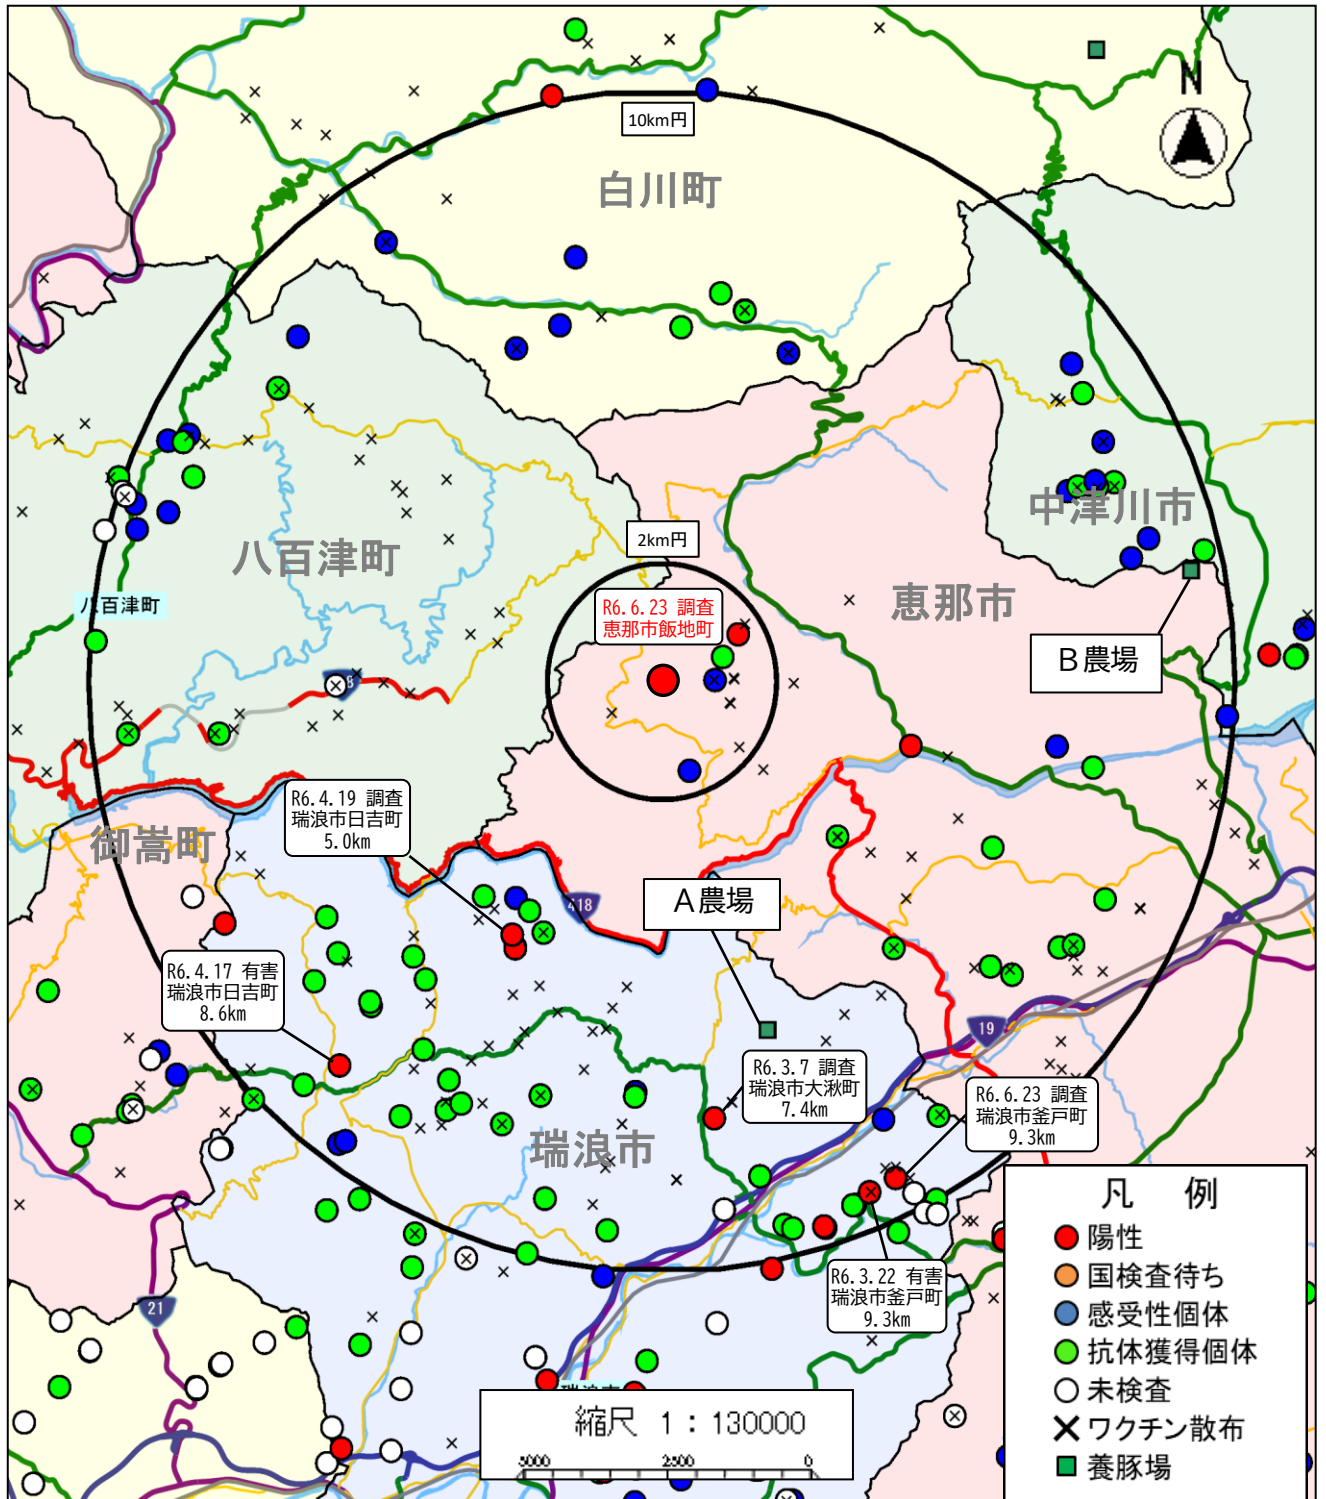 N
10km円
白川町
中津川市
2km円
八百津町
八百津町
R6.6.23 調査
恵那市飯地町
恵那市
B農場
R6.4.19 調査
瑞浪市日吉町
5.0km
御嵩町
A農場
418
R6.4.17 有害
瑞浪市日吉町
8.6km
19
R6.3.7 調査
瑞浪市大湫町
7.4km
R6.6.23 調査
瑞浪市釜戸町
9.3km
瑞浪市
R6.3.22 有害
瑞浪市釜戸町
9.3km
21
凡　例
陽性
国検査待ち
感受性個体
抗体獲得個体
未検査
ワクチン散布
養豚場
縮尺 1：130000
5000 2500 0